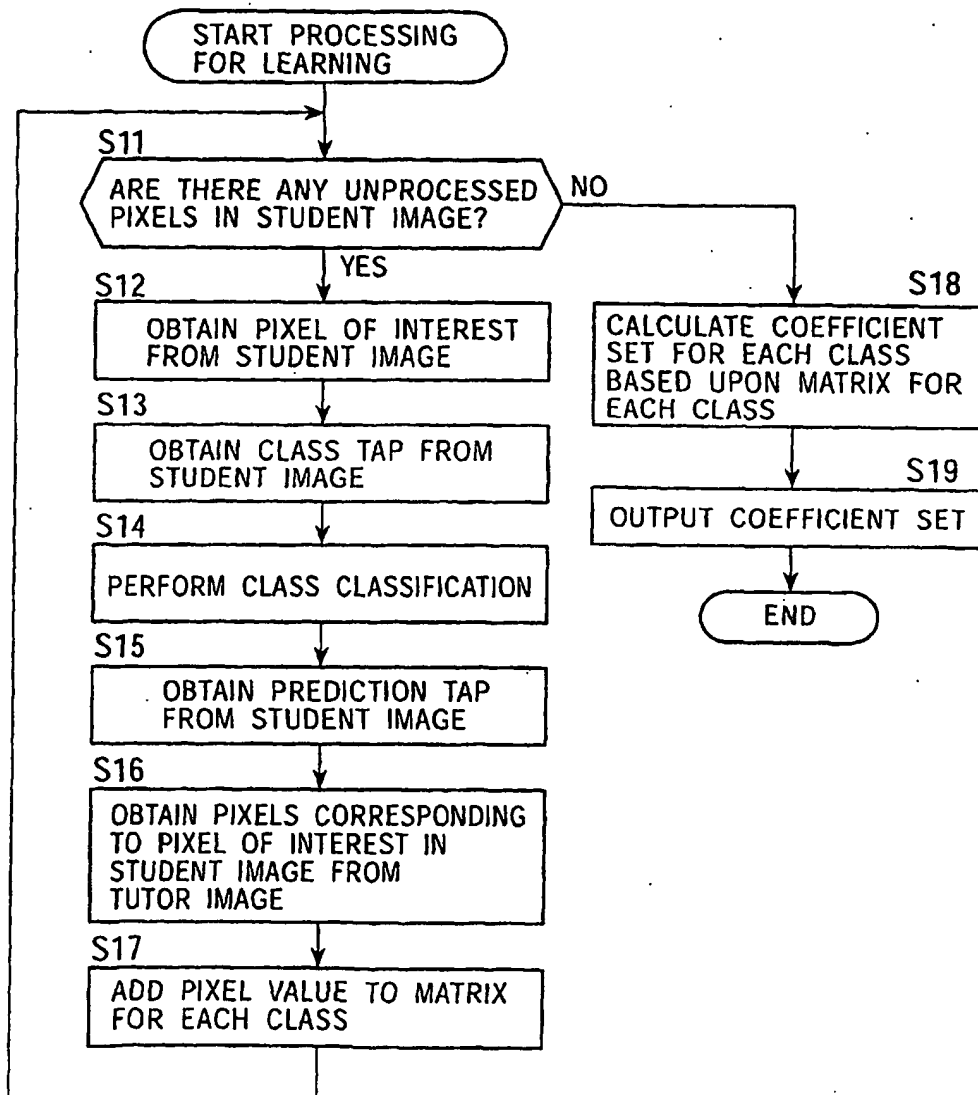 START PROCESSING
FOR LEARNING
S11
ARE THERE ANY UNPROCESSED
PIXELS IN STUDENT IMAGE?
NO
YES
S12
OBTAIN PIXEL OF INTEREST
FROM STUDENT IMAGE
S13
OBTAIN CLASS TAP FROM
STUDENT IMAGE
S14
PERFORM CLASS CLASSIFICATION
S15
OBTAIN PREDICTION TAP
FROM STUDENT IMAGE
S16
OBTAIN PIXELS CORRESPONDING
TO PIXEL OF INTEREST IN
STUDENT IMAGE FROM
TUTOR IMAGE
S17
ADD PIXEL VALUE TO MATRIX
FOR EACH CLASS
S18
CALCULATE COEFFICIENT
SET FOR EACH CLASS
BASED UPON MATRIX FOR
EACH CLASS
S19
OUTPUT COEFFICIENT SET
END